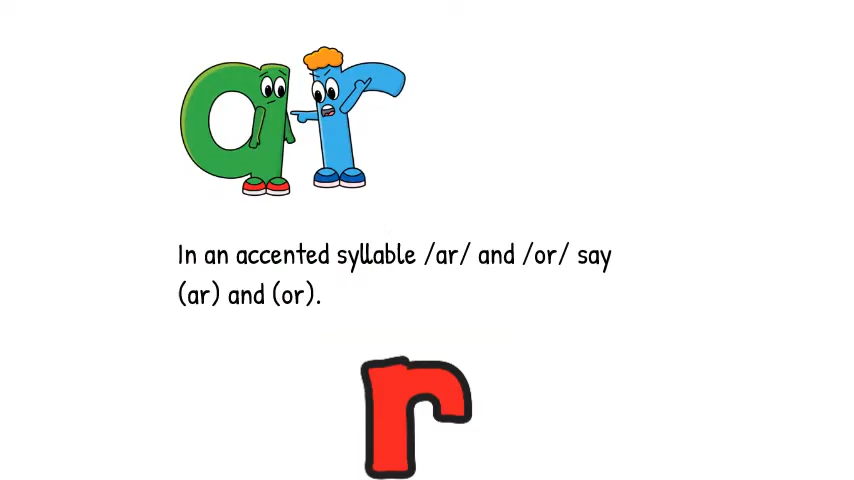 ar
In an accented syllable /ar/ and /or/ say
(ar) and (or).
r